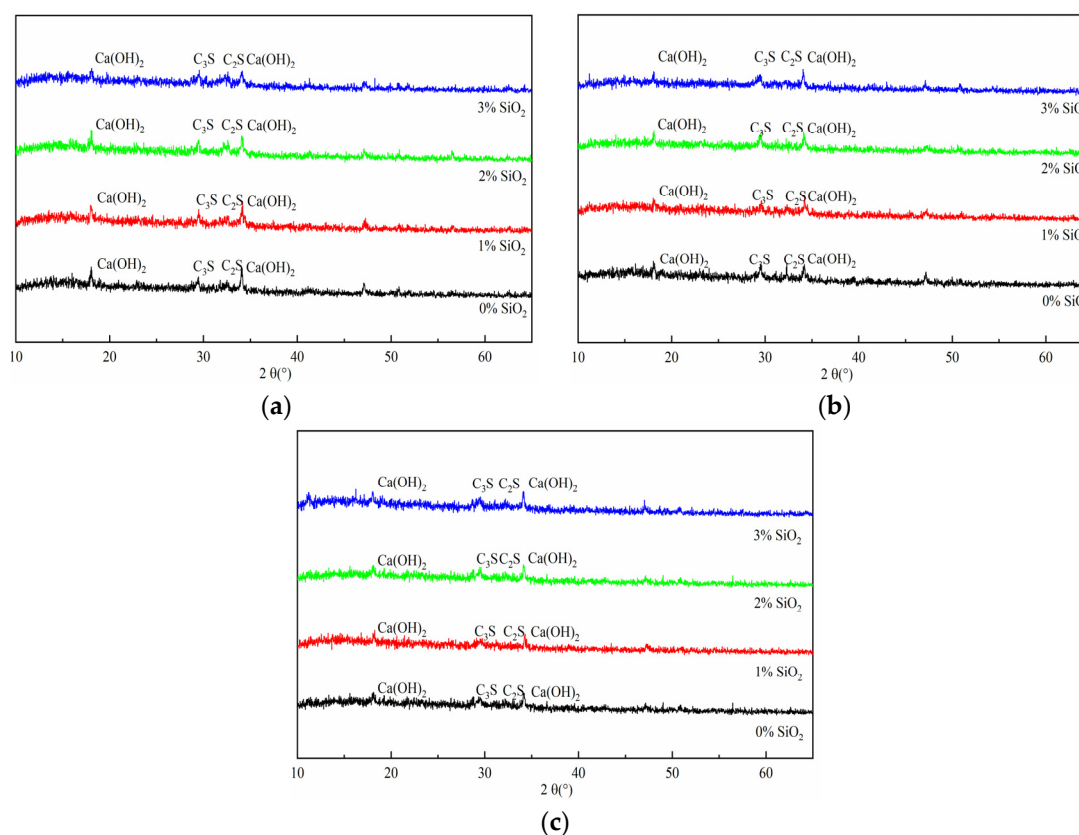 Ca(OH)₂ C₃S C₂S Ca(OH)₂
3% SiO₂
Ca(OH)₂ C₃S C₂S Ca(OH)₂
2% SiO₂
Ca(OH)₂ C₃S C₂S Ca(OH)₂
1% SiO₂
Ca(OH)₂ C₃S C₂S Ca(OH)₂
0% SiO₂
10 20 30 40 50 60
2 θ(°)
(a)
Ca(OH)₂ C₃S C₂S Ca(OH)₂
3% SiO
Ca(OH)₂ C₃S C₂S Ca(OH)₂
2% SiO
Ca(OH)₂ C₃S C₂S Ca(OH)₂
1% SiO
Ca(OH)₂ C₃S C₂S Ca(OH)₂
0% SiO
10 20 30 40 50 60
2 θ(°)
(b)
Ca(OH)₂ C₃S C₂S Ca(OH)₂
3% SiO₂
Ca(OH)₂ C₃S C₂S Ca(OH)₂
2% SiO₂
Ca(OH)₂ C₃S C₂S Ca(OH)₂
1% SiO₂
Ca(OH)₂ C₃S C₂S Ca(OH)₂
0% SiO₂
10 20 30 40 50 60
2 θ(°)
(c)